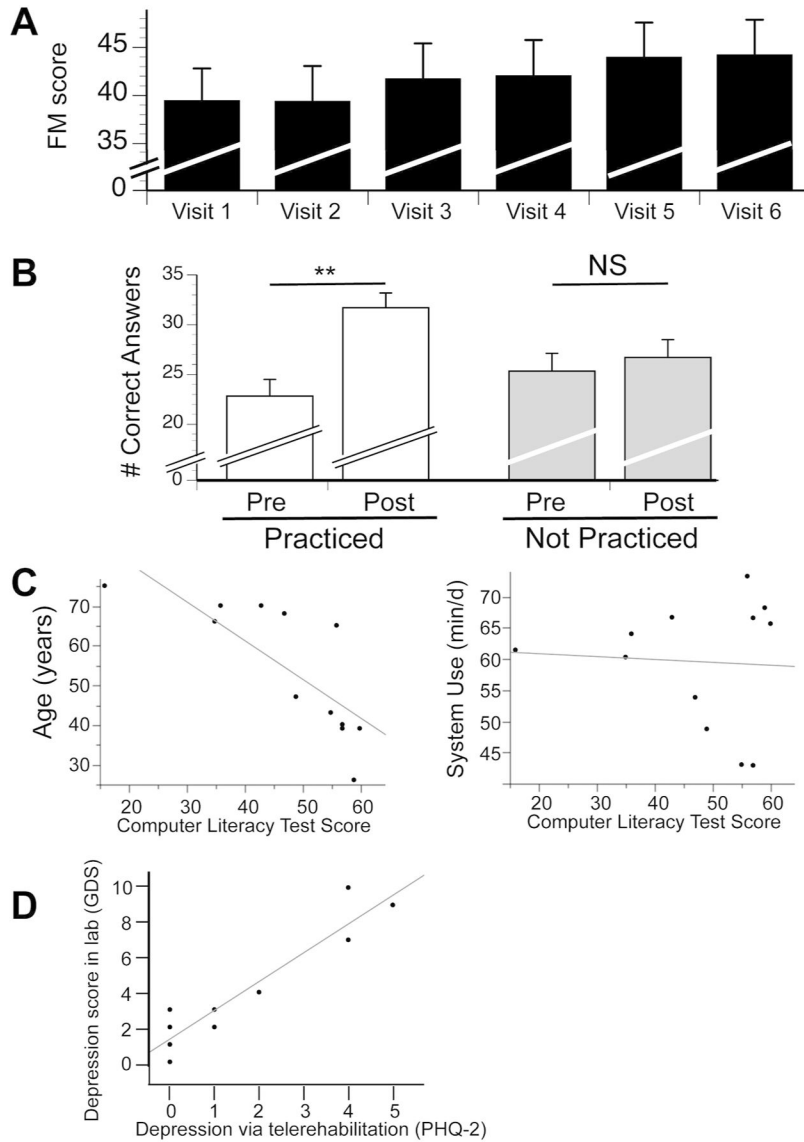 A
FM score
45
40
35
0
Visit 1 Visit 2 Visit 3 Visit 4 Visit 5 Visit 6
B
# Correct Answers
35
30
25
20
0
**
NS
Pre Post Pre Post
Practiced Not Practiced
C
Age (years)
70
60
50
40
30
20 30 40 50 60
Computer Literacy Test Score
System Use (min/d)
70
65
60
55
50
45
20 30 40 50 60
Computer Literacy Test Score
D
Depression score in lab (GDS)
10
8
6
4
2
0
0 1 2 3 4 5
Depression via telerehabilitation (PHQ-2)